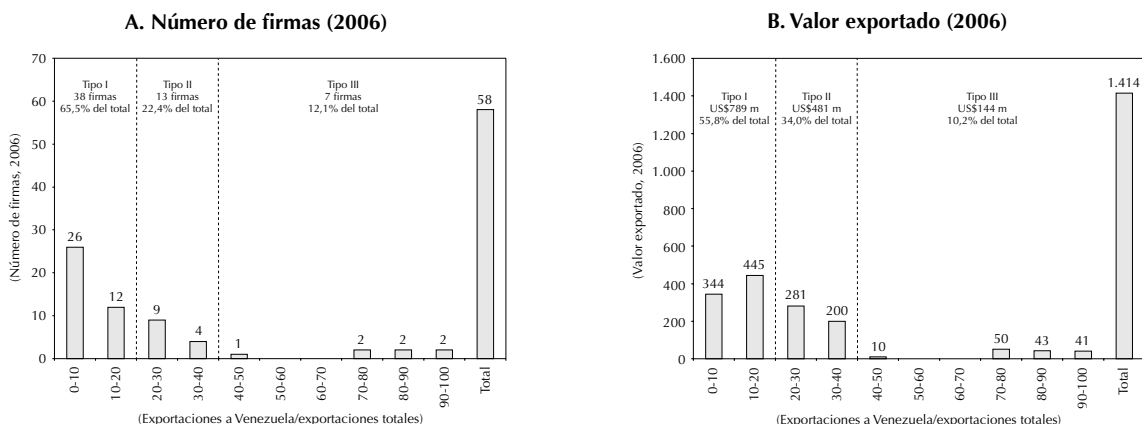 A. Número de firmas (2006)
70
60
50
40
30
20
10
0
(Número de firmas, 2006)
Tipo I
38 firmas
65,5% del total
Tipo II
13 firmas
22,4% del total
Tipo III
7 firmas
12,1% del total
26
12
9
4
1
2
2
2
58
0-10
10-20
20-30
30-40
40-50
50-60
60-70
70-80
80-90
90-100
Total
(Exportaciones a Venezuela/exportaciones totales)
B. Valor exportado (2006)
1.600
1.400
1.200
1.000
800
600
400
200
0
(Valor exportado, 2006)
Tipo I
US$789 m
55,8% del total
Tipo II
US$481 m
34,0% del total
Tipo III
US$144 m
10,2% del total
344
445
281
200
10
50
43
41
1.414
0-10
10-20
20-30
30-40
40-50
50-60
60-70
70-80
80-90
90-100
Total
(Exportaciones a Venezuela/exportaciones totales)